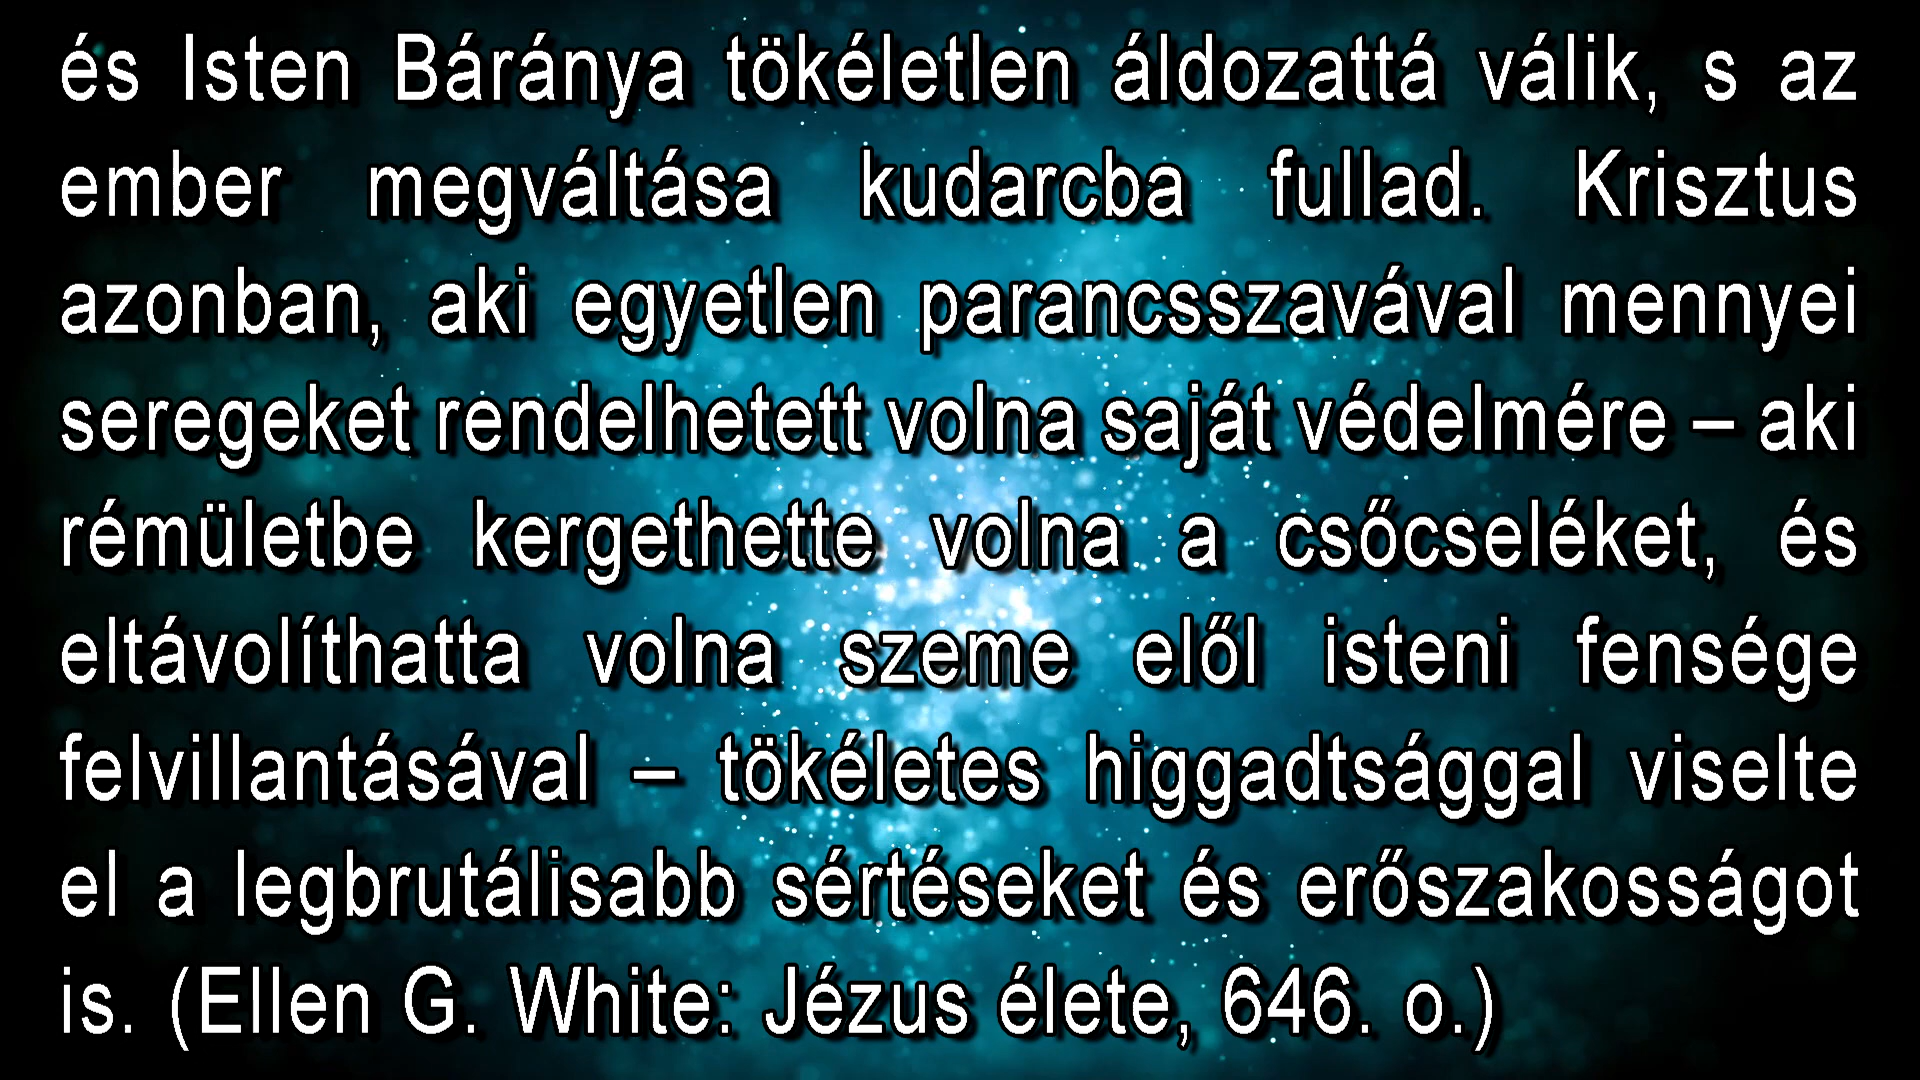 és Isten Báránya tökéletlen áldozattá válik, s az
ember megváltása kudarcba fullad. Krisztus
azonban, aki egyetlen parancsszavával mennyei
seregeket rendelhetett volna saját védelmére – aki
rémületbe kergethette volna a csőcseléket, és
eltávolíthatta volna szeme elől isteni fensége
felvillantásával – tökéletes higgadtsággal viselte
el a legbrutálisabb sértéseket és erőszakosságot
is. (Ellen G. White: Jézus élete, 646. o.)